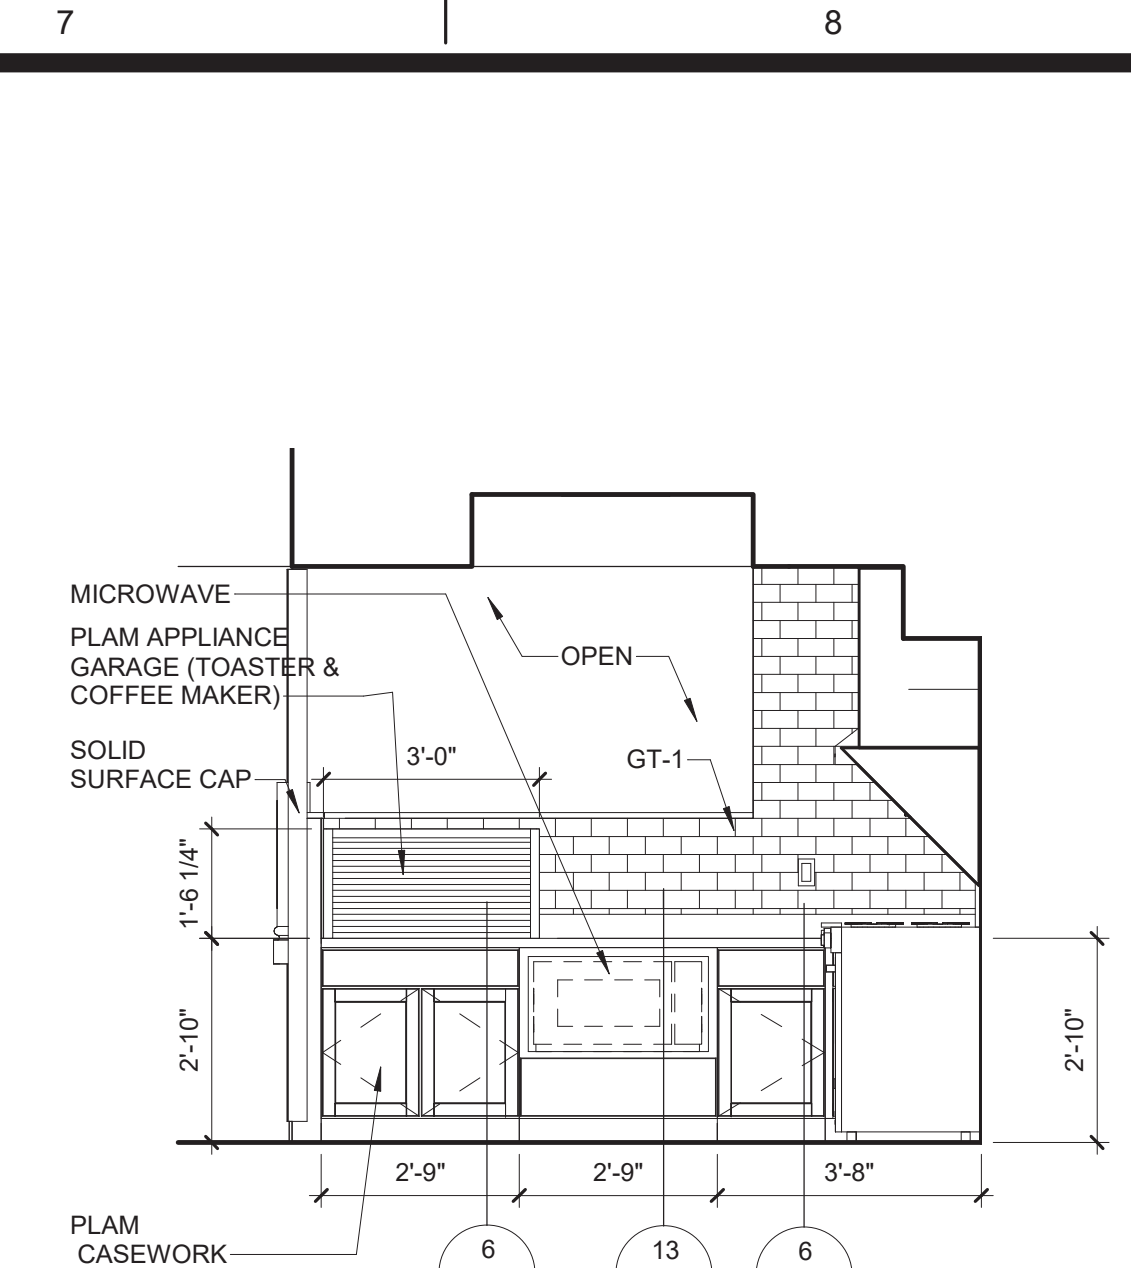 7
8
MICROWAVE
PLAM APPLIANCE
GARAGE (TOASTER &
COFFEE MAKER)
OPEN
SOLID
SURFACE CAP
3'-0"
GT-1
1'-6 1/4"
2'-10"
2'-10"
2'-9"
2'-9"
3'-8"
PLAM
CASEWORK
6
13
6